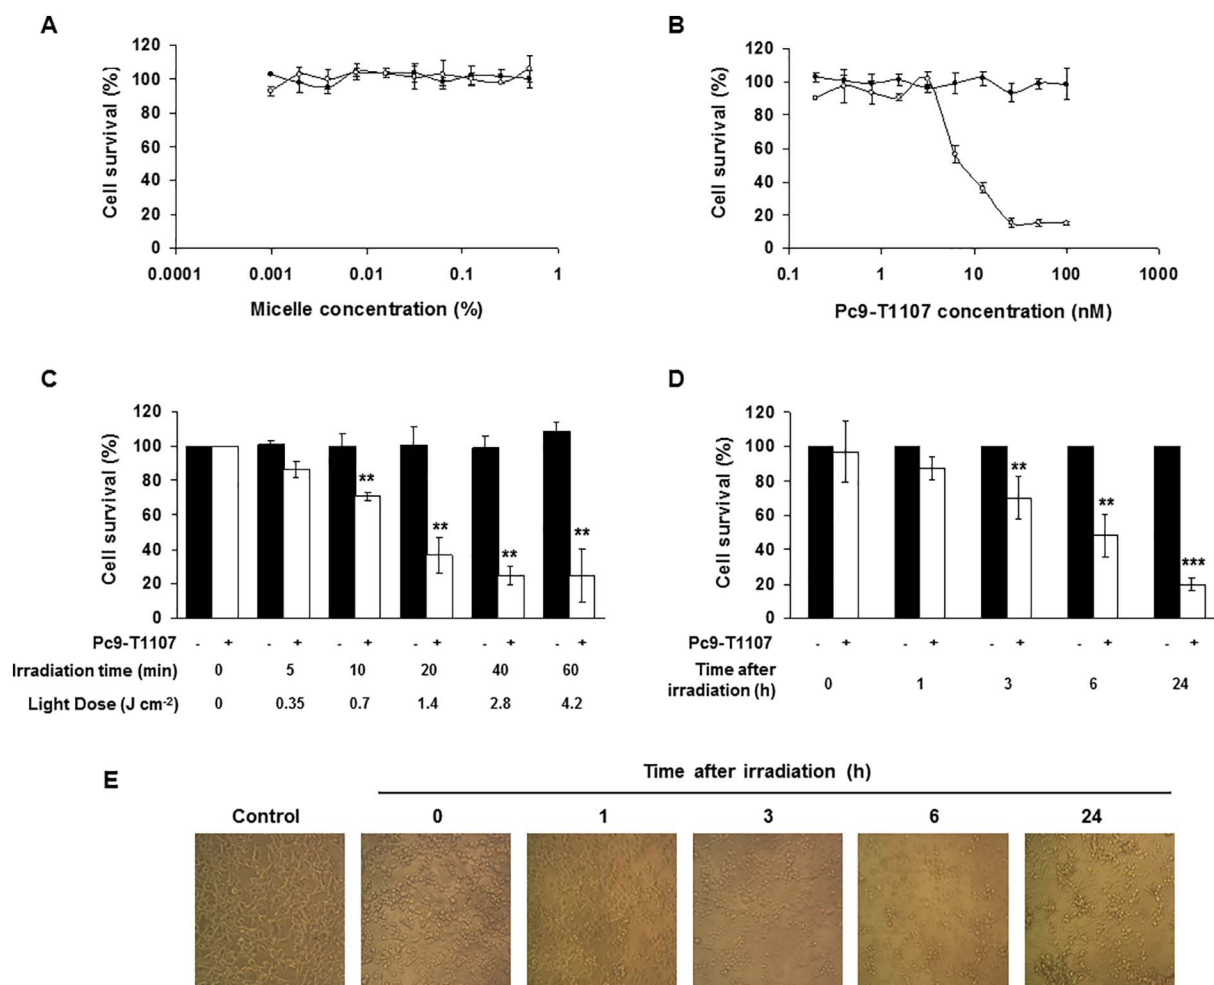 A
120
100
80
60
40
20
0
Cell survival (%)
0.0001 0.001 0.01 0.1 1
Micelle concentration (%)
B
120
100
80
60
40
20
0
Cell survival (%)
0.1 1 10 100 1000
Pc9-T1107 concentration (nM)
C
120
100
80
60
40
20
0
Cell survival (%)
** ** ** **
Pc9-T1107 - + - + - + - + - + - +
Irradiation time (min) 0 5 10 20 40 60
Light Dose (J cm-2) 0 0.35 0.7 1.4 2.8 4.2
D
120
100
80
60
40
20
0
Cell survival (%)
** ** ***
Pc9-T1107 - + - + - + - + - +
Time after
irradiation (h) 0 1 3 6 24
E
Time after irradiation (h)
Control 0 1 3 6 24